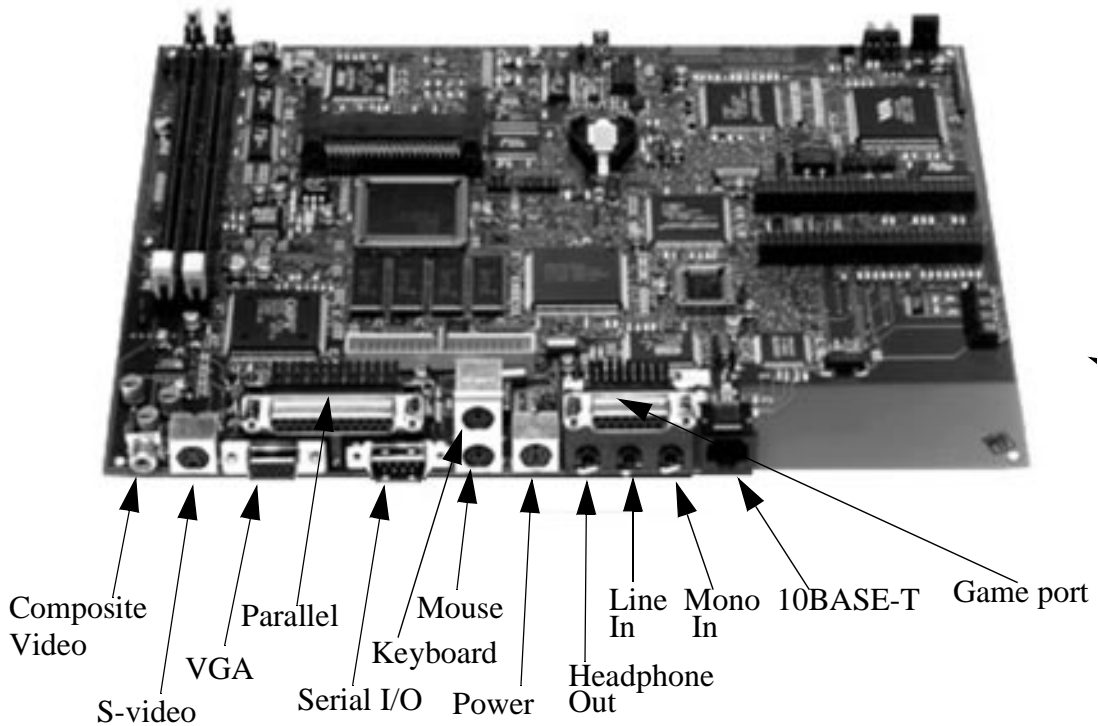 Composite
Video
S-video
VGA
Parallel
Serial I/O
Keyboard
Mouse
Power
Headphone
Out
Line
In
Mono
In
10BASE-T
Game port